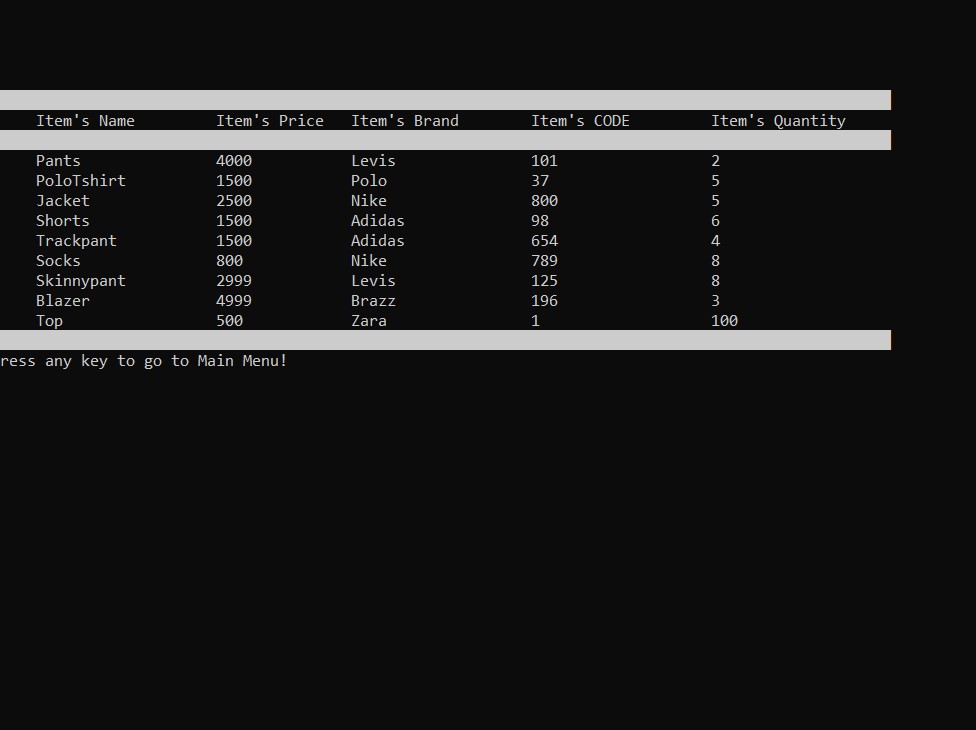 Item's Name Item's Price Item's Brand Item's CODE Item's Quantity
Pants 4000 Levis 101 2
PoloTshirt 1500 Polo 37 5
Jacket 2500 Nike 800 5
Shorts 1500 Adidas 98 6
Trackpant 1500 Adidas 654 4
Socks 800 Nike 789 8
Skinnypant 2999 Levis 125 8
Blazer 4999 Brazz 196 3
Top 500 Zara 1 100
ress any key to go to Main Menu!